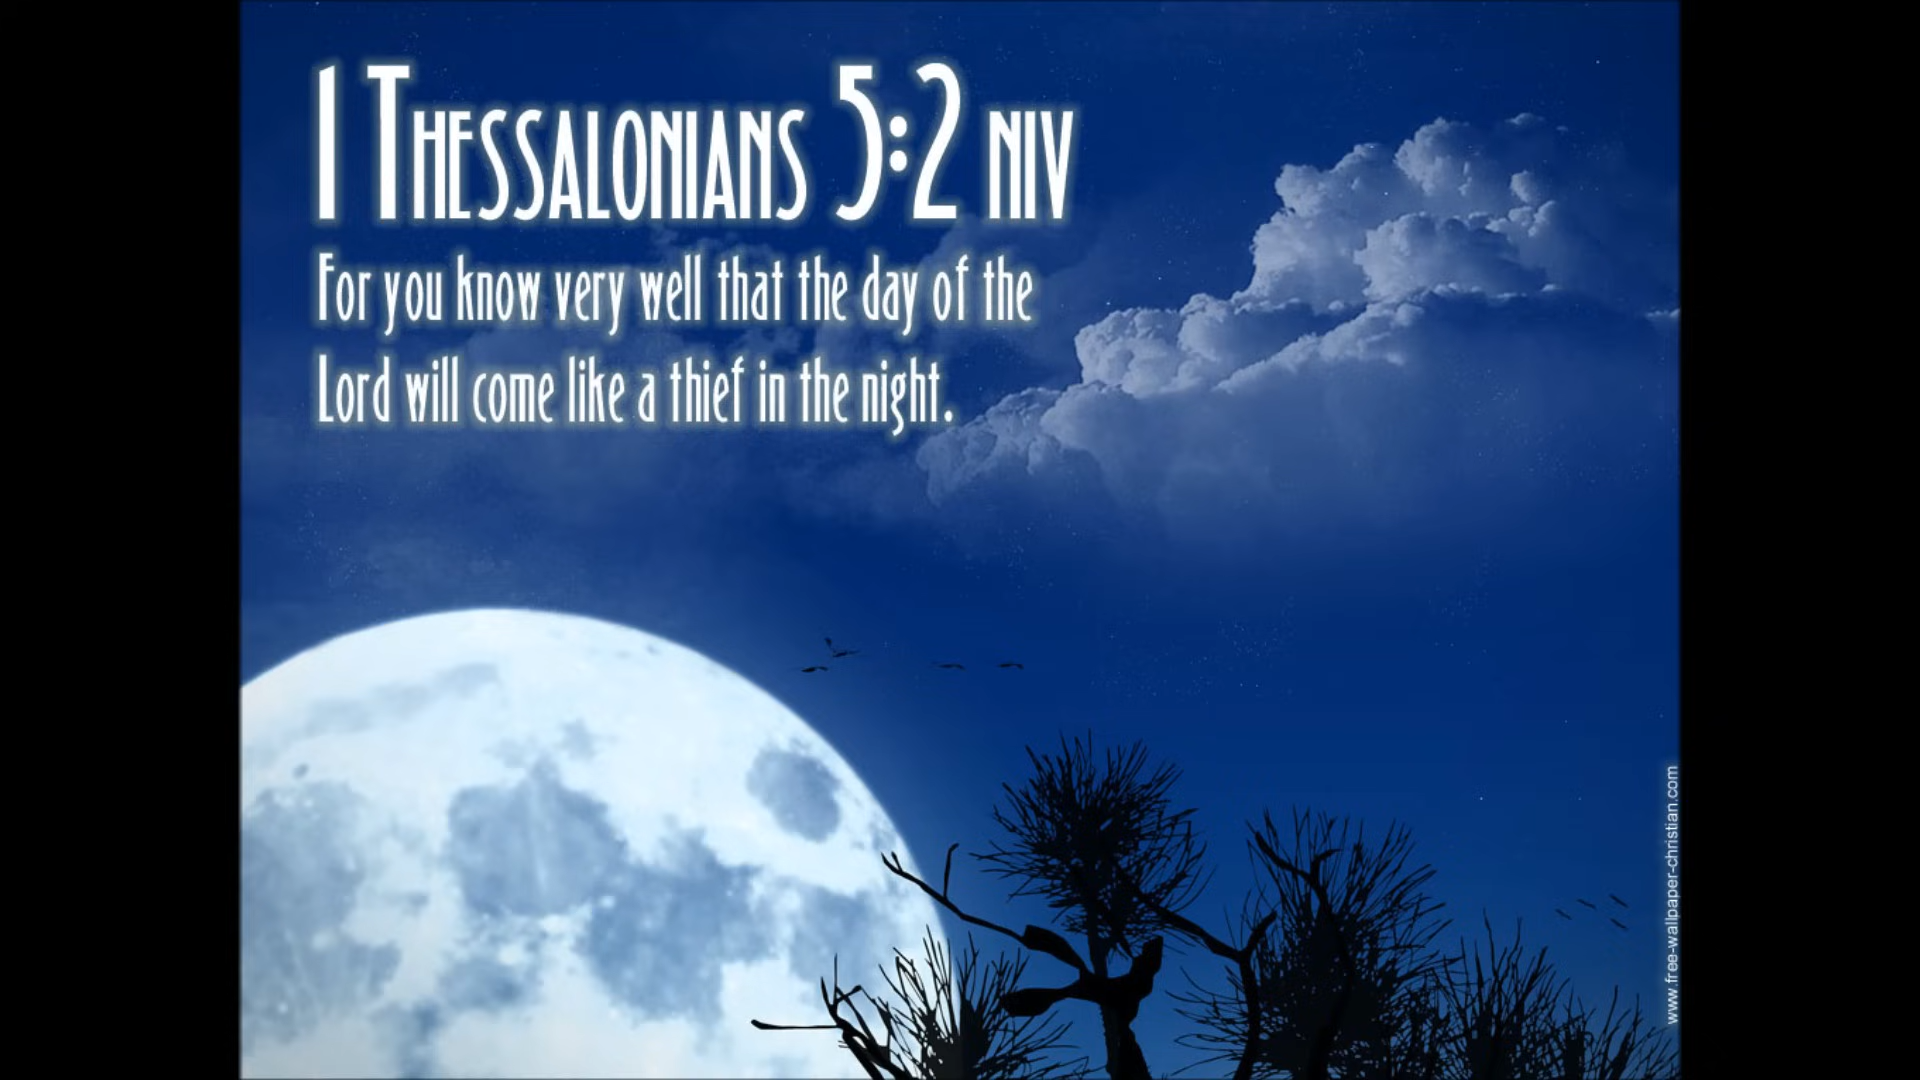 1 THESSALONIANS 5:2 NIV
For you know very well that the day of the
Lord will come like a thief in the night.
www.free-wallpaper-christian.com